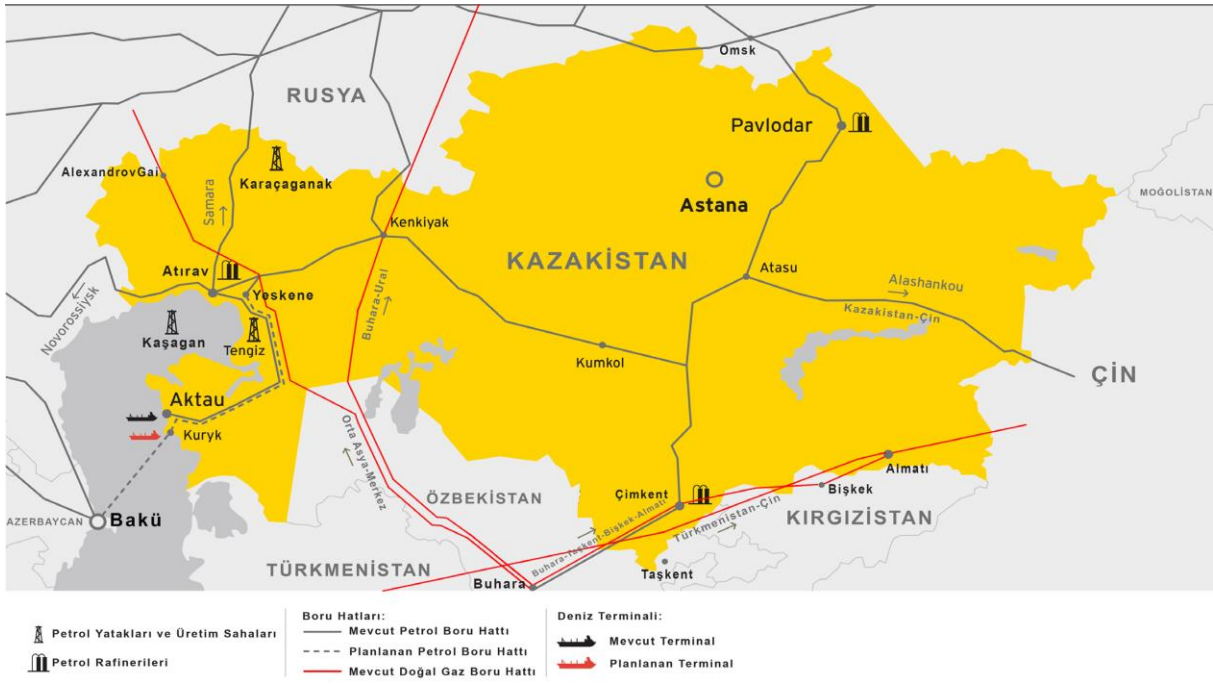 Omsk
RUSYA
Pavlodar
AlexandrovGai
Karaçaganak
Astana
MOĞOLİSTAN
Samara
Kenkiyak
KAZAKİSTAN
Atırav
Yeskene
Atasu
Alashankou
Kazakistan-Çin
Novorossiysk
Buhara-Ural
Kaşagan
Tengiz
Kumkol
ÇİN
Aktau
Kuryk
Orta Asya-Merkez
Almatı
Bişkek
ÖZBEKİSTAN
Çimkent
KIRGIZİSTAN
AZERBAYCAN
Bakü
Buhara-Taşkent-Bişkek-Almatı
Türkmenistan-Çin
TÜRKMENİSTAN
Buhara
Taşkent
Petrol Yatakları ve Üretim Sahaları
Petrol Rafinerileri
Boru Hatları:
Mevcut Petrol Boru Hattı
Planlanan Petrol Boru Hattı
Mevcut Doğal Gaz Boru Hattı
Deniz Terminali:
Mevcut Terminal
Planlanan Terminal